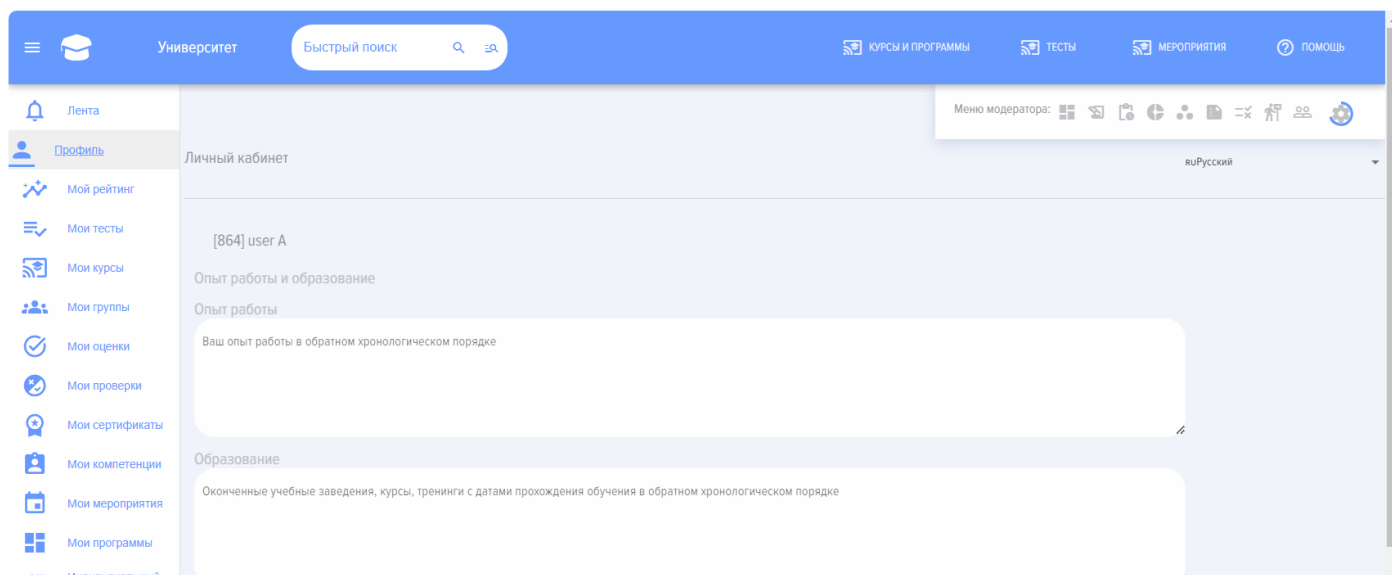 Университет
Быстрый поиск
КУРСЫ И ПРОГРАММЫ
ТЕСТЫ
МЕРОПРИЯТИЯ
ПОМОЩЬ
Меню модератора:
Лента
Профиль
Мой рейтинг
Мои тесты
Мои курсы
Мои группы
Мои оценки
Мои проверки
Мои сертификаты
Мои компетенции
Мои мероприятия
Мои программы
Личный кабинет
RUРусский
[864] user A
Опыт работы и образование
Опыт работы
Ваш опыт работы в обратном хронологическом порядке
Образование
Оконченные учебные заведения, курсы, тренинги с датами прохождения обучения в обратном хронологическом порядке